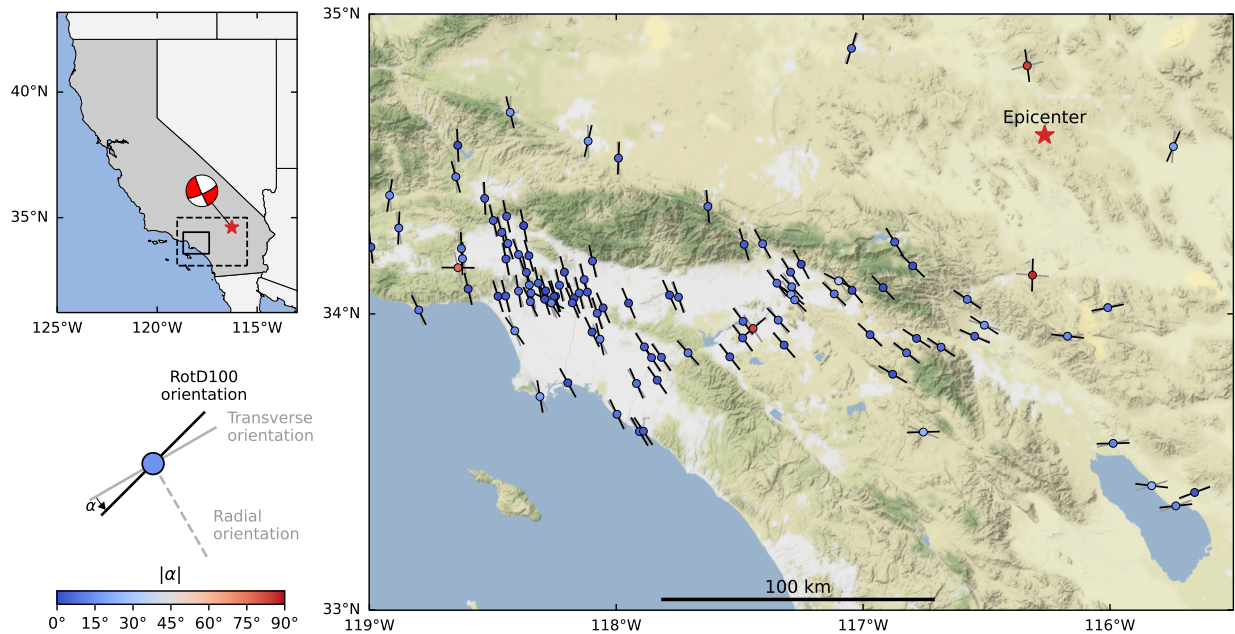 40°N
35°N
125°W
120°W
115°W
RotD100
orientation
Transverse
orientation
α
Radial
orientation
|α|
0°
15°
30°
45°
60°
75°
90°
35°N
34°N
33°N
119°W
118°W
117°W
116°W
Epicenter
100 km